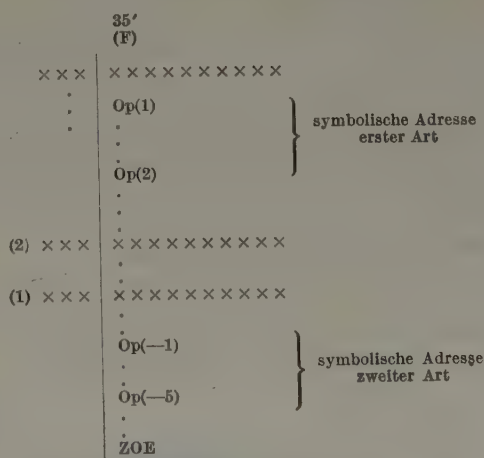 35′
(F)
× × × × × × × × × × × × ×
Op(1)
symbolische Adresse
erster Art
Op(2)
(2) × × × × × × × × × × × × ×
(1) × × × × × × × × × × × × ×
Op(—1)
symbolische Adresse
zweiter Art
Op(—5)
ZOE